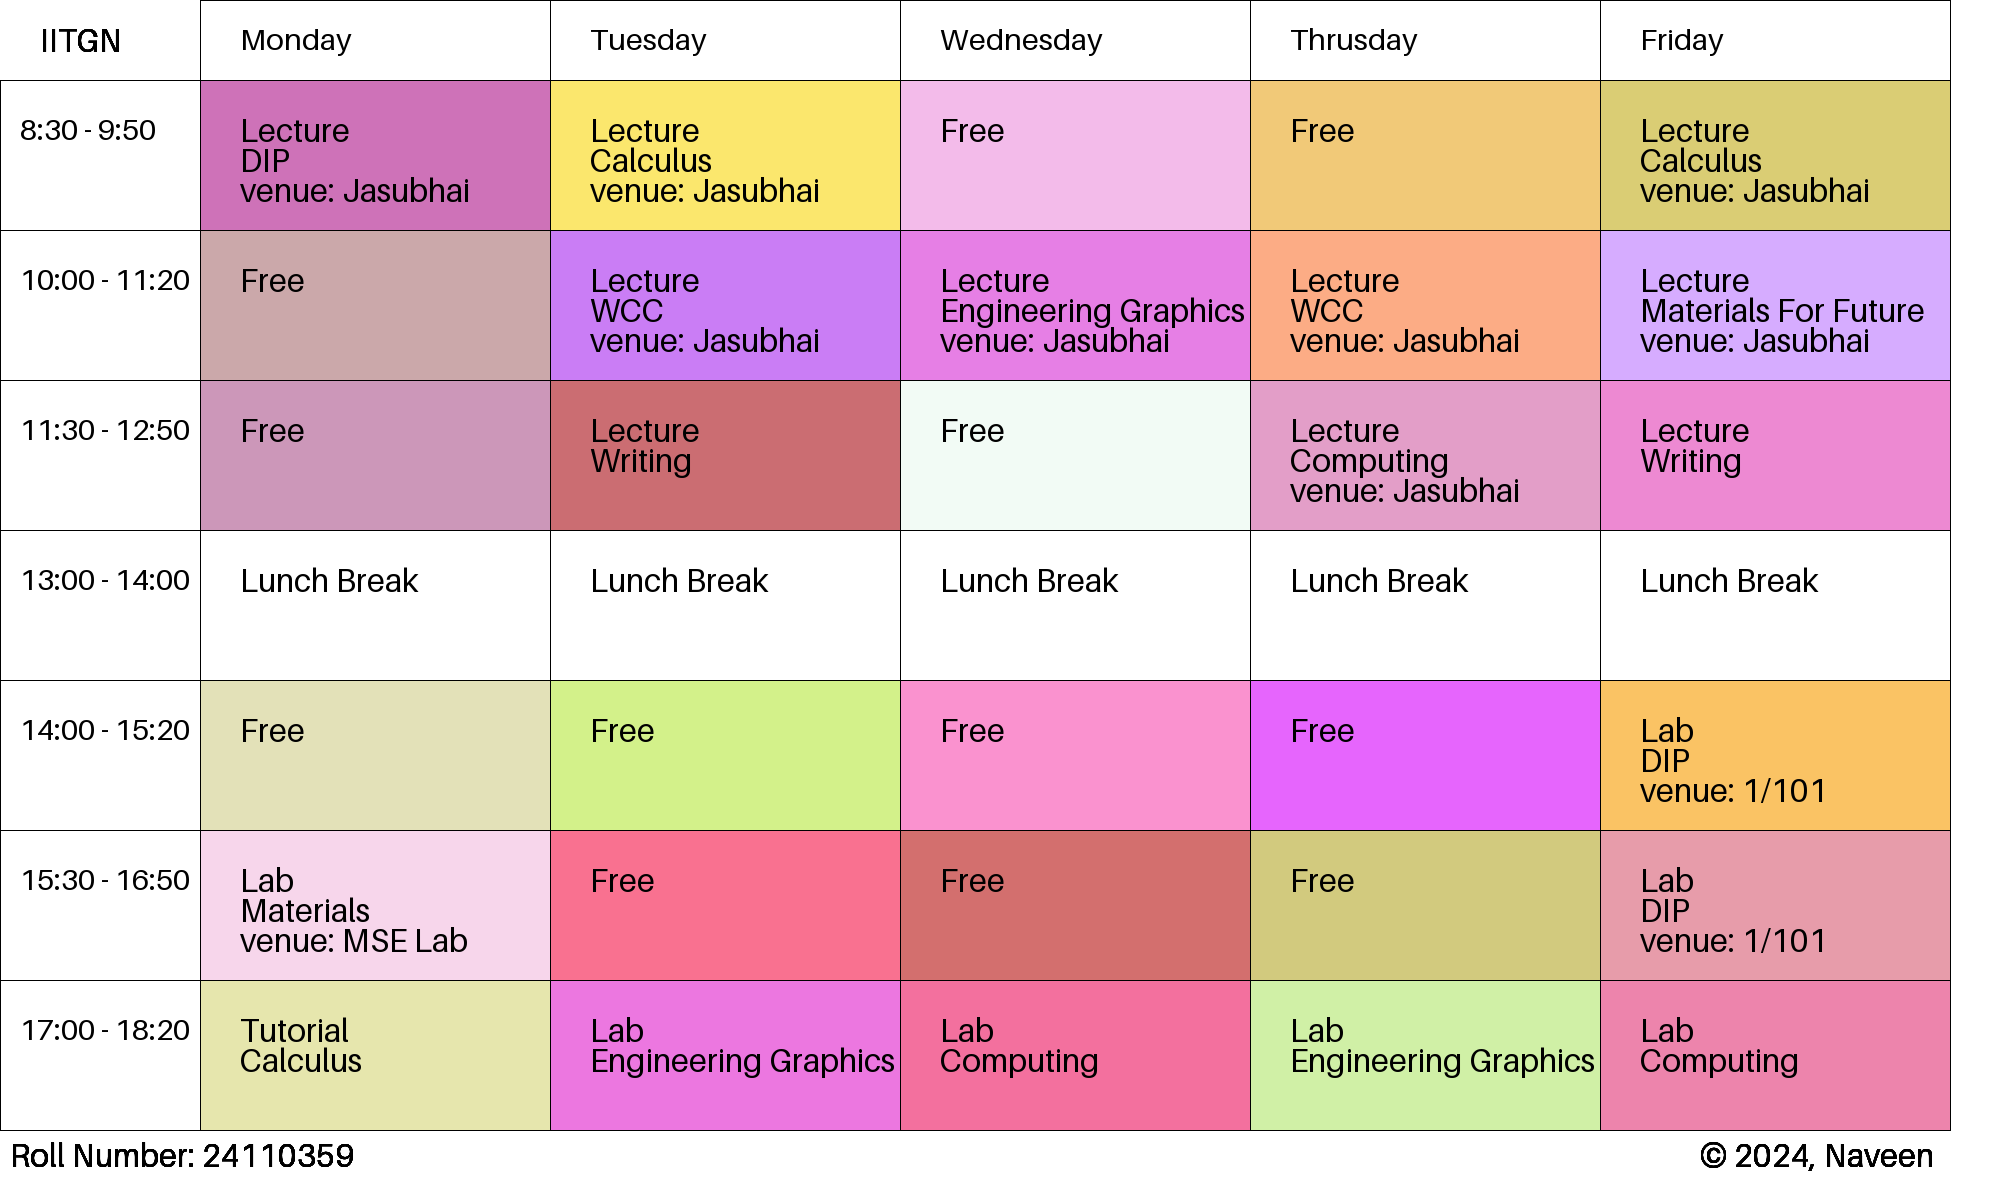 IITGN Monday Tuesday Wednesday Thrusday Friday
8:30 - 9:50
Lecture
DIP
venue: Jasubhai
Lecture
Calculus
venue: Jasubhai
Free
Free
Lecture
Calculus
venue: Jasubhai
10:00 - 11:20
Free
Lecture
WCC
venue: Jasubhai
Lecture
Engineering Graphics
venue: Jasubhai
Lecture
WCC
venue: Jasubhai
Lecture
Materials For Future
venue: Jasubhai
11:30 - 12:50
Free
Lecture
Writing
Free
Lecture
Computing
venue: Jasubhai
Lecture
Writing
13:00 - 14:00
Lunch Break
Lunch Break
Lunch Break
Lunch Break
Lunch Break
14:00 - 15:20
Free
Free
Free
Free
Lab
DIP
venue: 1/101
15:30 - 16:50
Lab
Materials
venue: MSE Lab
Free
Free
Free
Lab
DIP
venue: 1/101
17:00 - 18:20
Tutorial
Calculus
Lab
Engineering Graphics
Lab
Computing
Lab
Engineering Graphics
Lab
Computing
Roll Number: 24110359
© 2024, Naveen